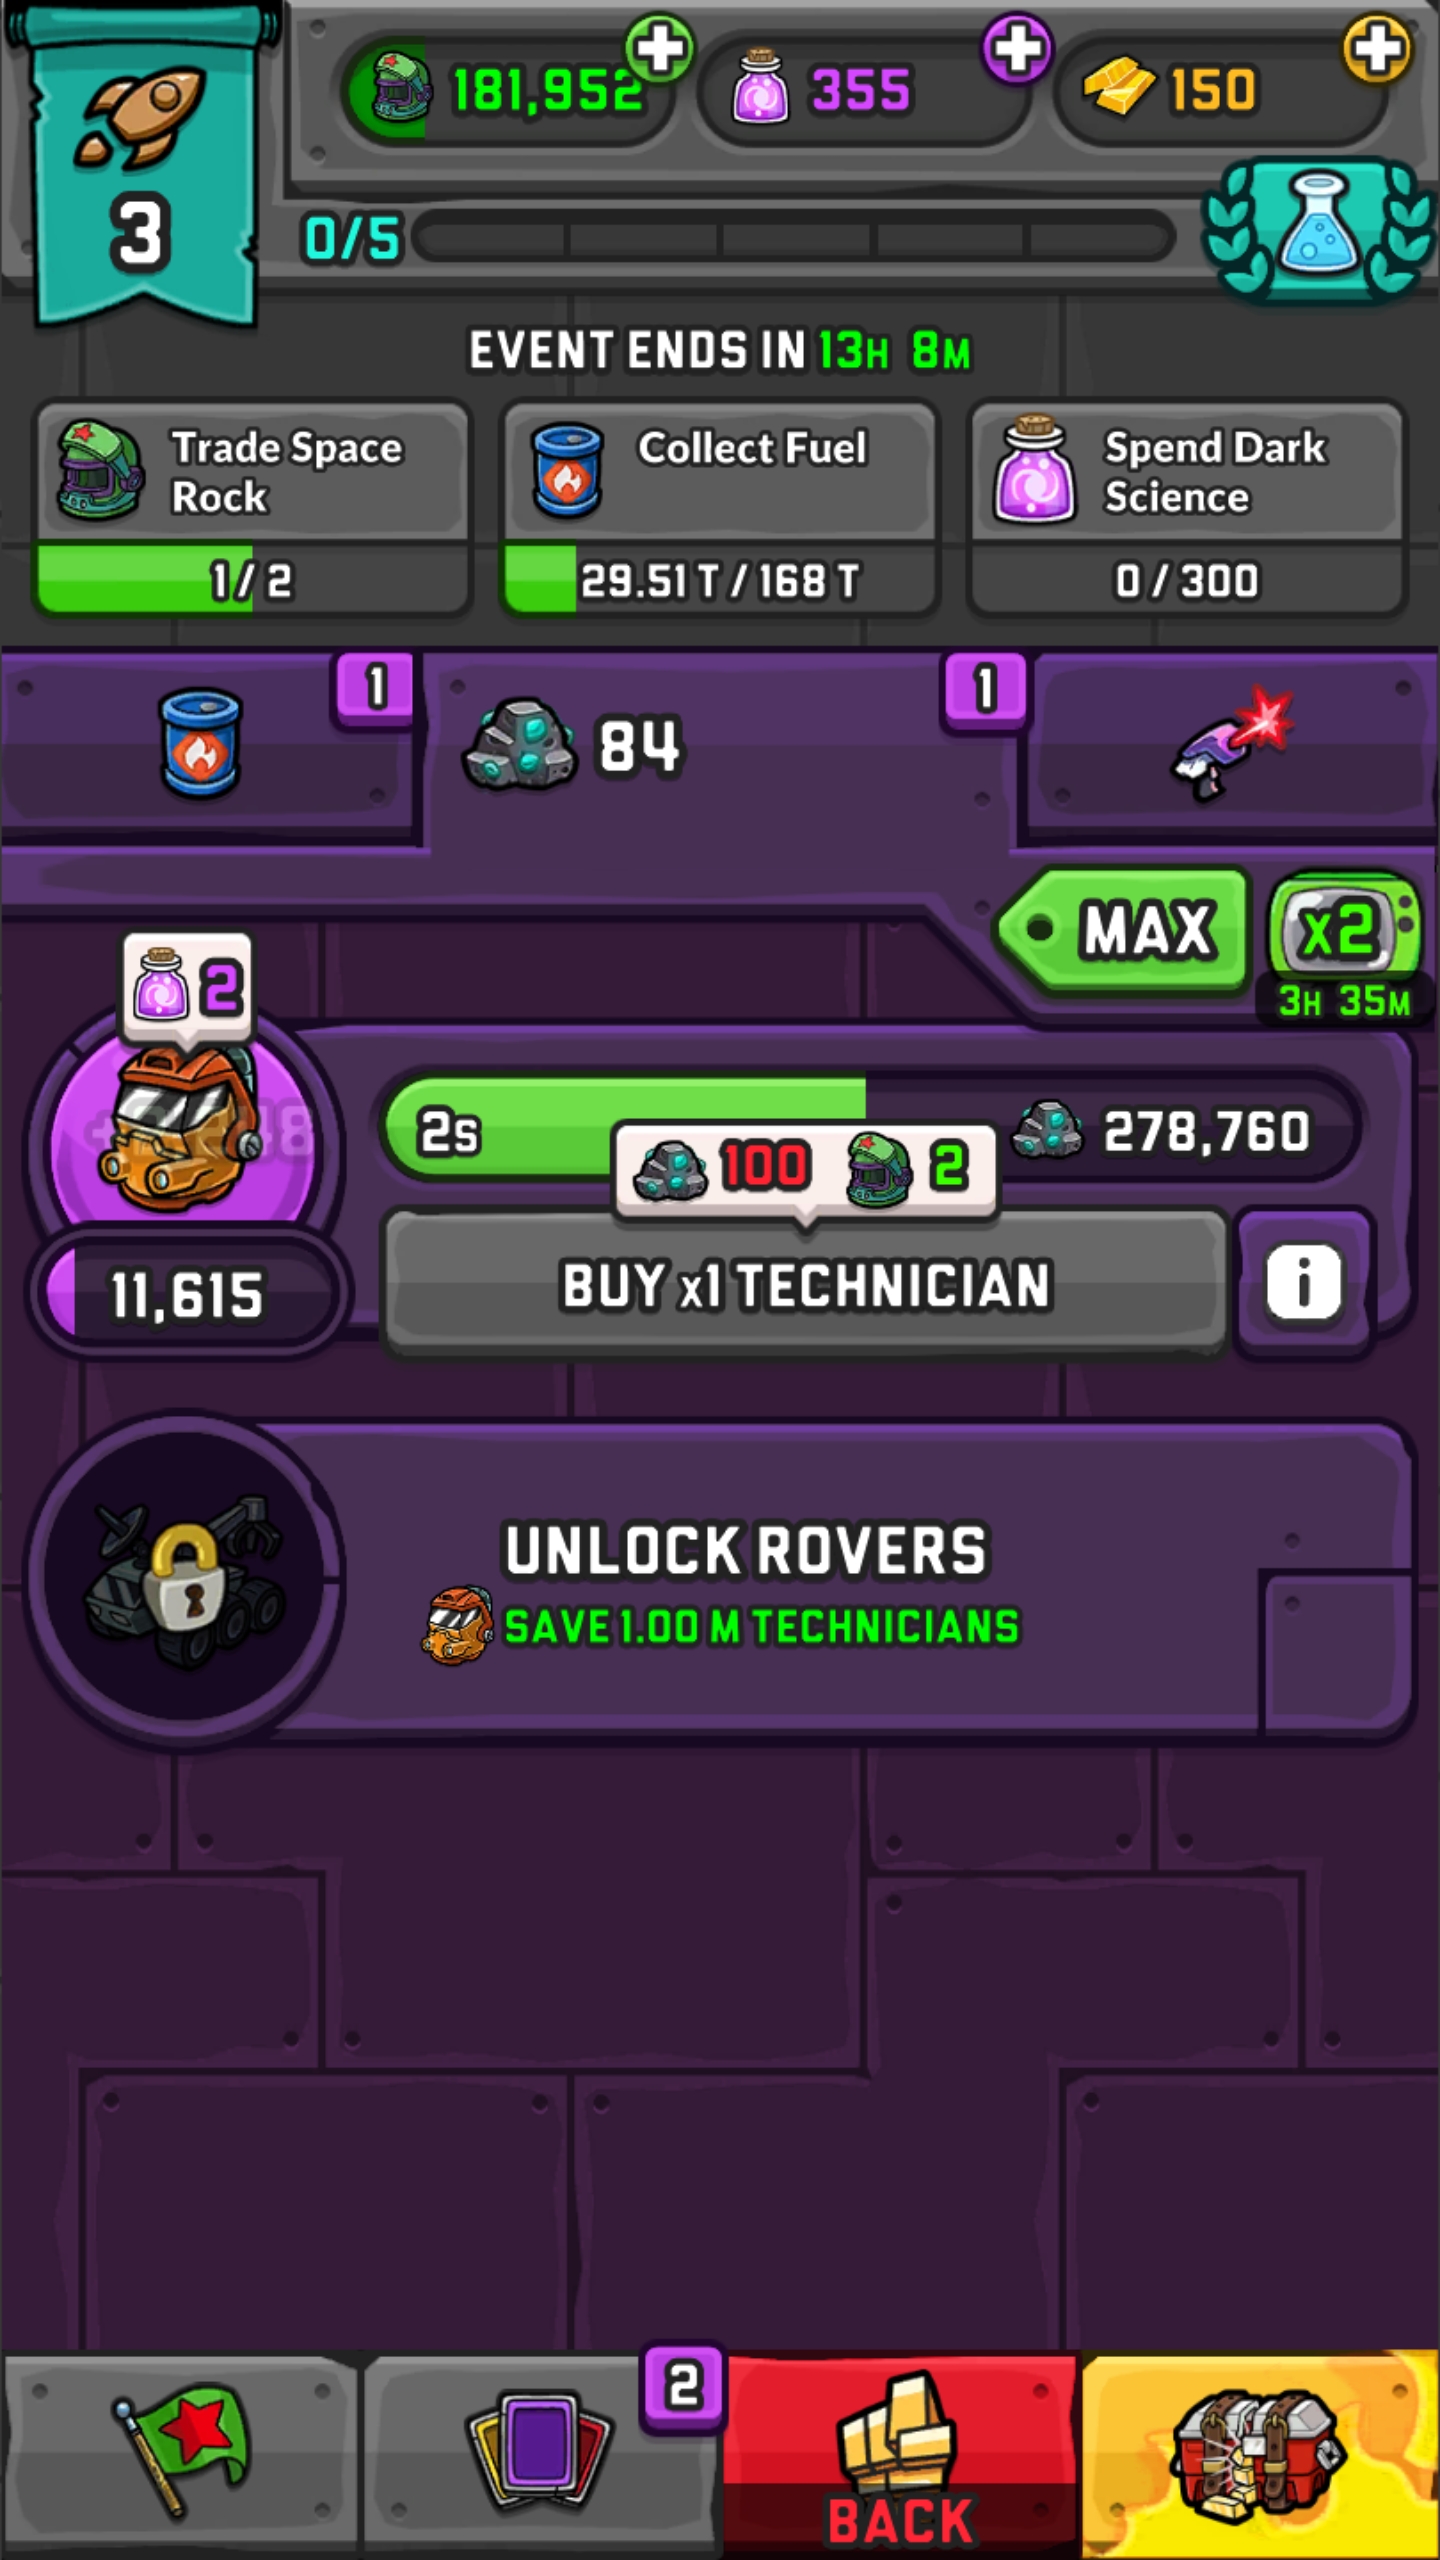 181,952
355
150
3
0/5
EVENT ENDS IN 13H 8M
Trade Space
Rock
1 / 2
Collect Fuel
29.51 T / 168 T
Spend Dark
Science
0 / 300
1
84
1
MAX
x2
3H 35M
2
2s
278,760
100
2
11,615
BUY x1 TECHNICIAN
i
UNLOCK ROVERS
SAVE 1.00 M TECHNICIANS
2
BACK